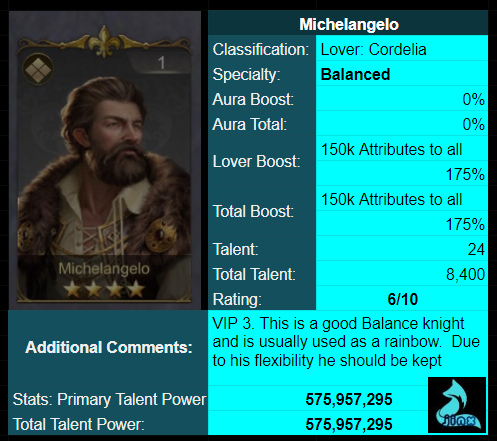 Michelangelo
1
Classification: Lover: Cordelia
Specialty: Balanced
Aura Boost: 0%
Aura Total: 0%
Lover Boost: 150k Attributes to all
175%
Total Boost: 150k Attributes to all
175%
Talent: 24
Total Talent: 8,400
Rating: 6/10
Michelangelo
Additional Comments:
VIP 3. This is a good Balance knight
and is usually used as a rainbow.  Due
to his flexibility he should be kept
Stats: Primary Talent Power 575,957,295
Total Talent Power: 575,957,295